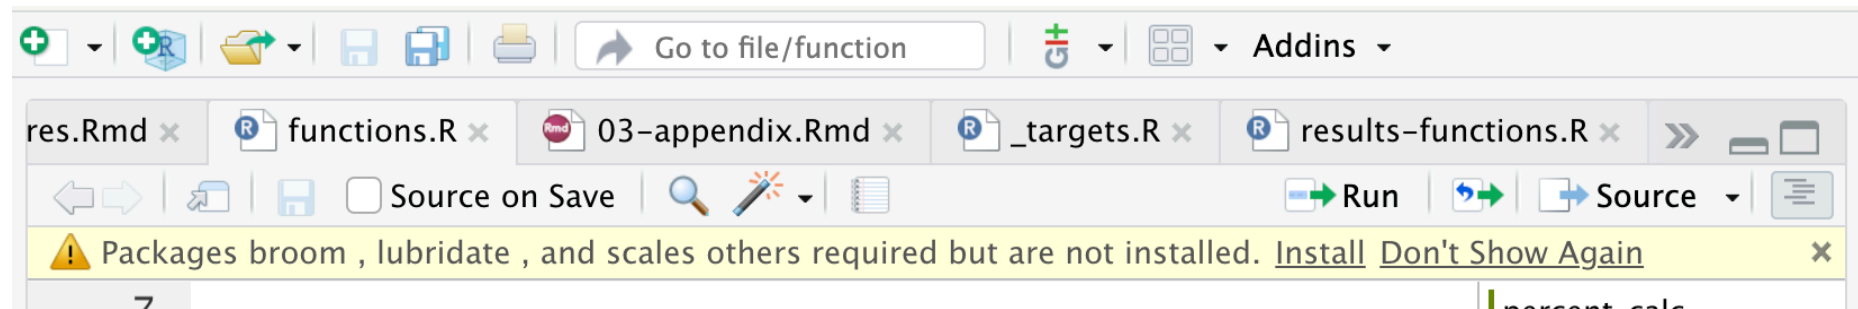 Go to file/function Addins
res.Rmd functions.R 03-appendix.Rmd _targets.R results-functions.R
Source on Save Run Source
Packages broom , lubridate , and scales others required but are not installed. Install Don't Show Again